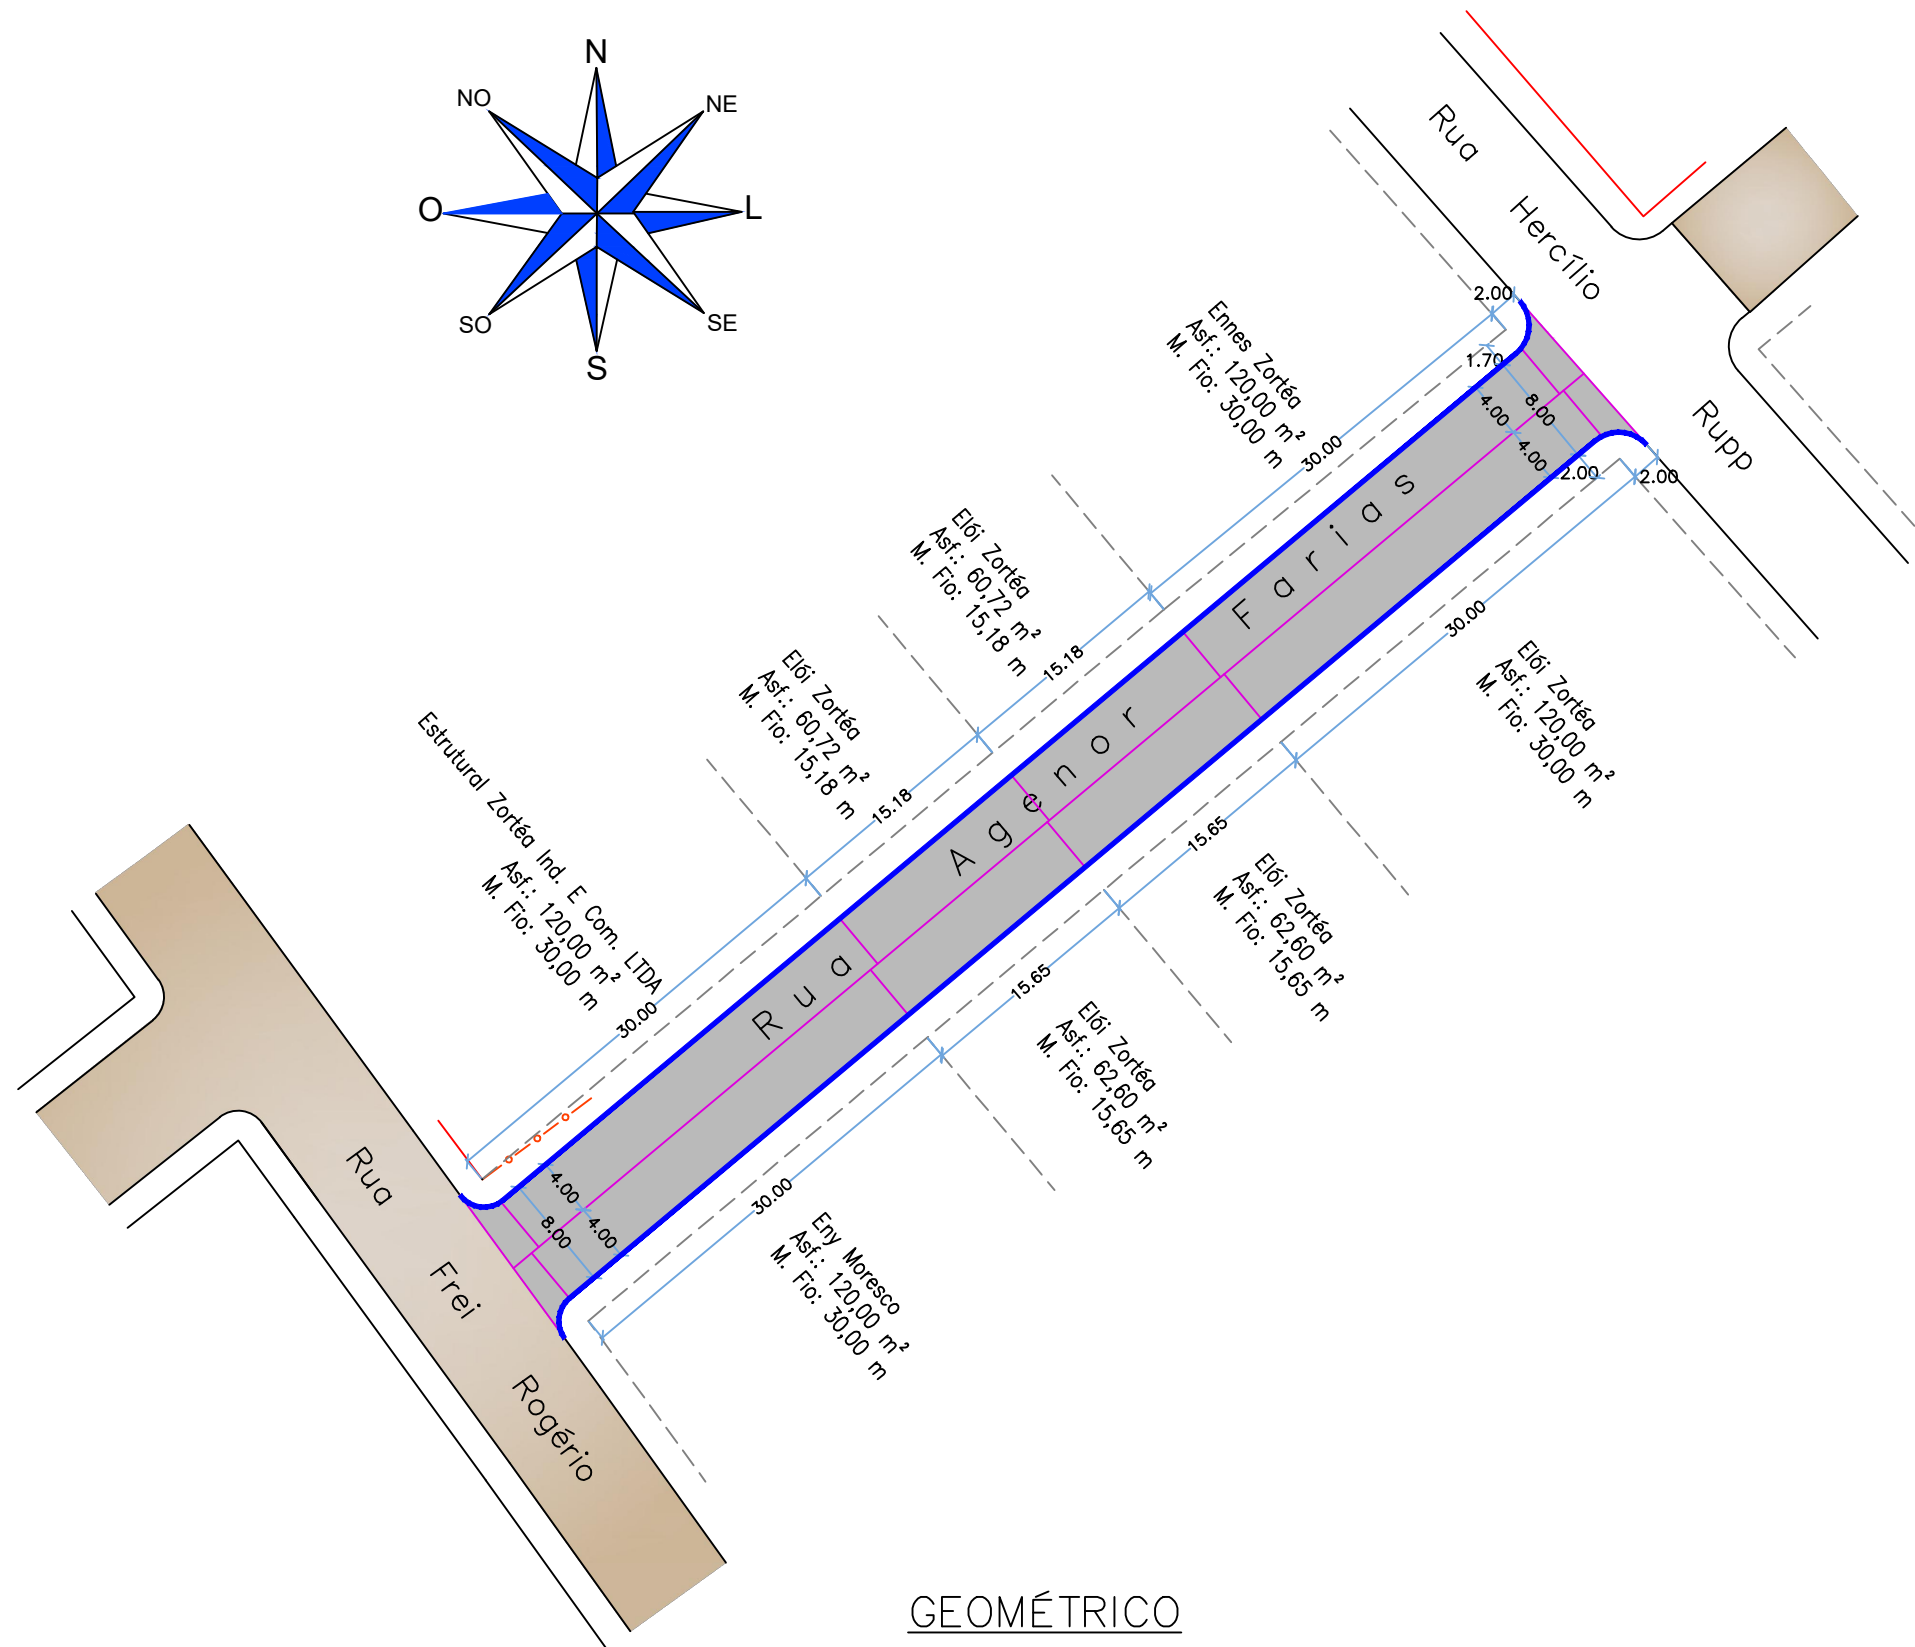 N
NO
NE
O
L
SO
SE
S
Rua Hercílio Rupp
2.00
Ennes Zortéa
Asf.: 120,00 m²
M. Fio: 30,00 m
30.00
1.70
4.00
8.00
4.00
2.00
2.00
Elói Zortéa
Asf.: 60,72 m²
M. Fio: 15,18 m
15.18
Elói Zortéa
Asf.: 60,72 m²
M. Fio: 15,18 m
15.18
Estrutural Zortéa Ind. E Com. LTDA
Asf.: 120,00 m²
M. Fio: 30,00 m
30.00
Rua Agenor Farias
30.00
Elói Zortéa
Asf.: 120,00 m²
M. Fio: 30,00 m
15.65
Elói Zortéa
Asf.: 62,60 m²
M. Fio: 15,65 m
15.65
Elói Zortéa
Asf.: 62,60 m²
M. Fio: 15,65 m
30.00
Eny Moresco
Asf.: 120,00 m²
M. Fio: 30,00 m
4.00
8.00
4.00
Rua Frei Rogério
GEOMÉTRICO